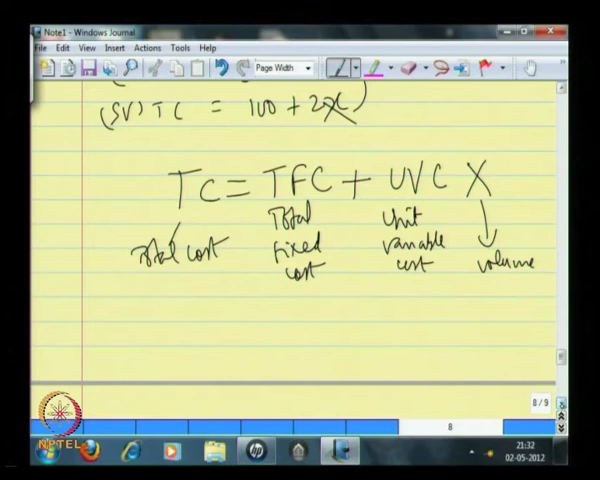 Note1 - Windows Journal
File Edit View Insert Actions Tools Help
Page Width
(SV) TC = 100 + 2X
TC = TFC + UVC X
Total cost
Total fixed cost
Unit variable cost
volume
8 / 9
8
NPTEL
21:32
02-05-2012